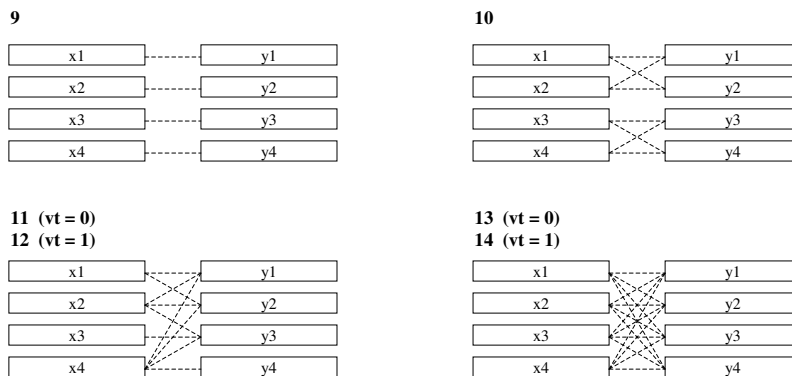 9
x1 y1
x2 y2
x3 y3
x4 y4
10
x1 y1
x2 y2
x3 y3
x4 y4
11 (vt = 0)
12 (vt = 1)
x1 y1
x2 y2
x3 y3
x4 y4
13 (vt = 0)
14 (vt = 1)
x1 y1
x2 y2
x3 y3
x4 y4